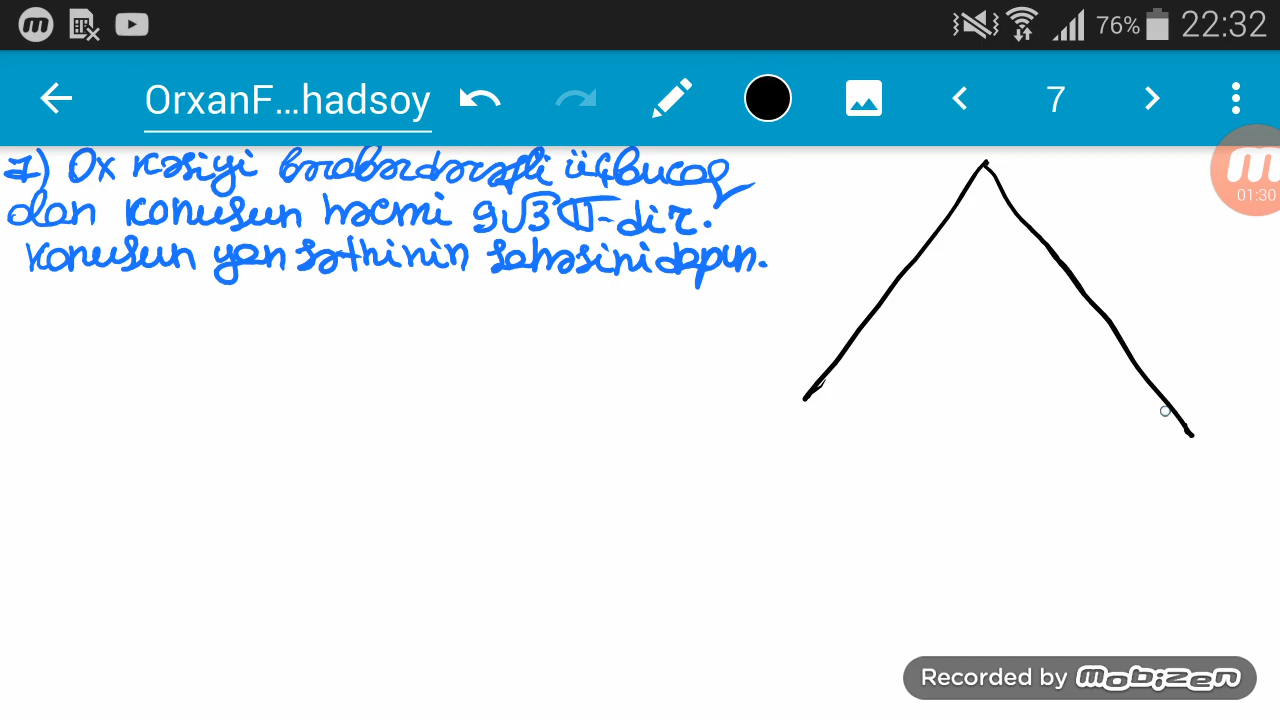 76% 22:32
OrxanF...hadsoy 7
01:30
1) Ox kəsiyi bərabərtərəfli üçbucaq
olan konusun həcmi 9√3π-dir.
konusun yan səthinin sahəsini tapın.
Recorded by mobizen